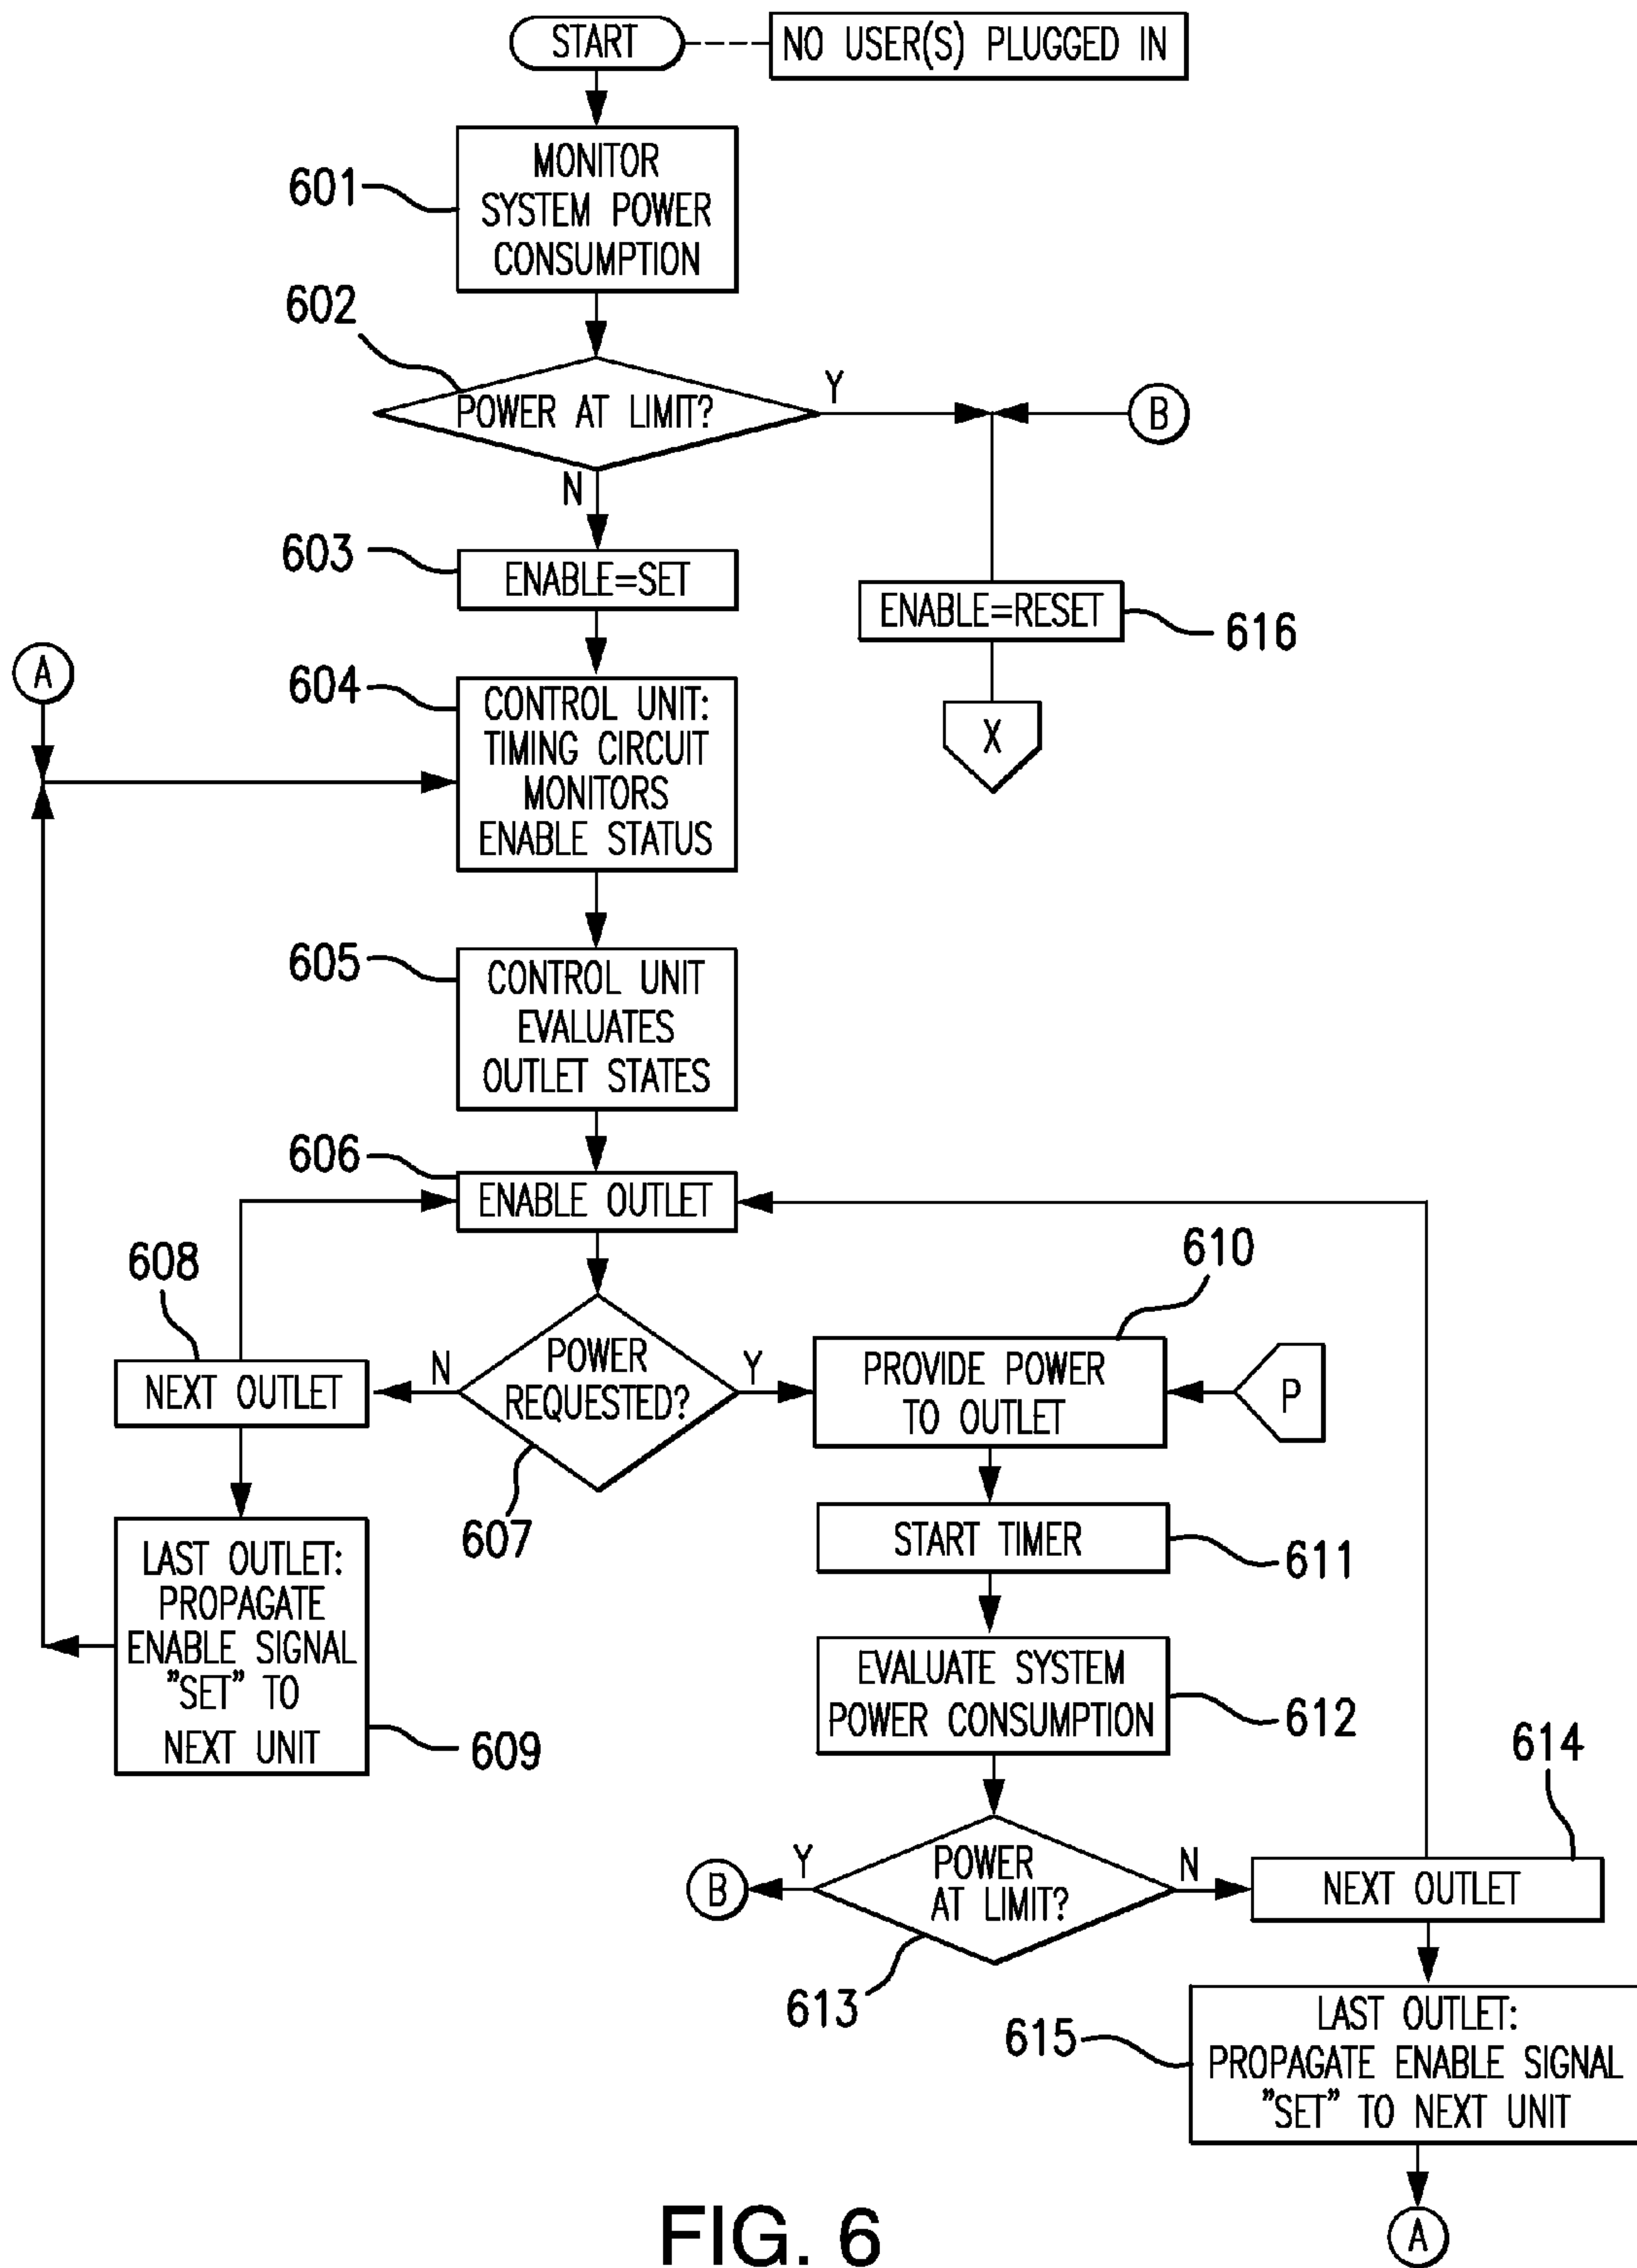 START
NO USER(S) PLUGGED IN
601
MONITOR
SYSTEM POWER
CONSUMPTION
602
POWER AT LIMIT?
Y
B
N
603
ENABLE=SET
ENABLE=RESET
616
A
604
CONTROL UNIT:
TIMING CIRCUIT
MONITORS
ENABLE STATUS
X
605
CONTROL UNIT
EVALUATES
OUTLET STATES
606
ENABLE OUTLET
608
610
NEXT OUTLET
N
POWER
REQUESTED?
Y
PROVIDE POWER
TO OUTLET
P
607
START TIMER
611
LAST OUTLET:
PROPAGATE
ENABLE SIGNAL
"SET" TO
NEXT UNIT
609
EVALUATE SYSTEM
POWER CONSUMPTION
612
614
B
Y
POWER
AT LIMIT?
N
NEXT OUTLET
613
615
LAST OUTLET:
PROPAGATE ENABLE SIGNAL
"SET" TO NEXT UNIT
A
FIG. 6